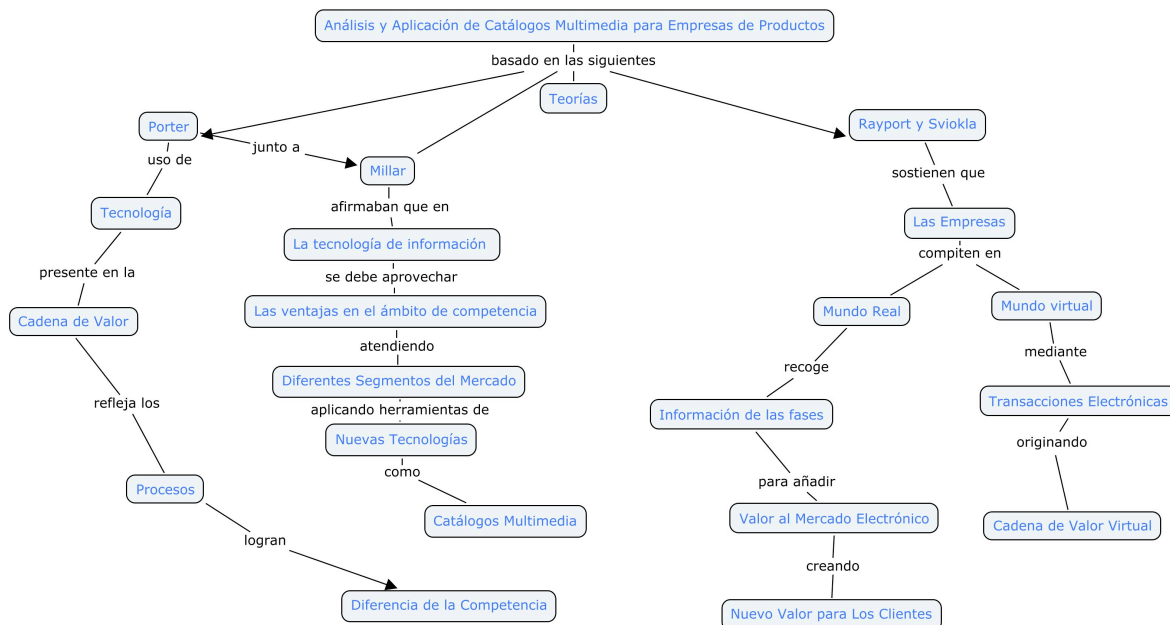 Análisis y Aplicación de Catálogos Multimedia para Empresas de Productos
basado en las siguientes
Teorías
Porter
Rayport y Sviokla
junto a
uso de
Millar
sostienen que
afirmaban que en
Tecnología
Las Empresas
La tecnología de información
compiten en
presente en la
se debe aprovechar
Mundo Real
Mundo virtual
Cadena de Valor
Las ventajas en el ámbito de competencia
atendiendo
mediante
recoge
Diferentes Segmentos del Mercado
refleja los
Transacciones Electrónicas
aplicando herramientas de
Información de las fases
Nuevas Tecnologías
originando
como
para añadir
Procesos
Catálogos Multimedia
Valor al Mercado Electrónico
Cadena de Valor Virtual
logran
creando
Diferencia de la Competencia
Nuevo Valor para Los Clientes